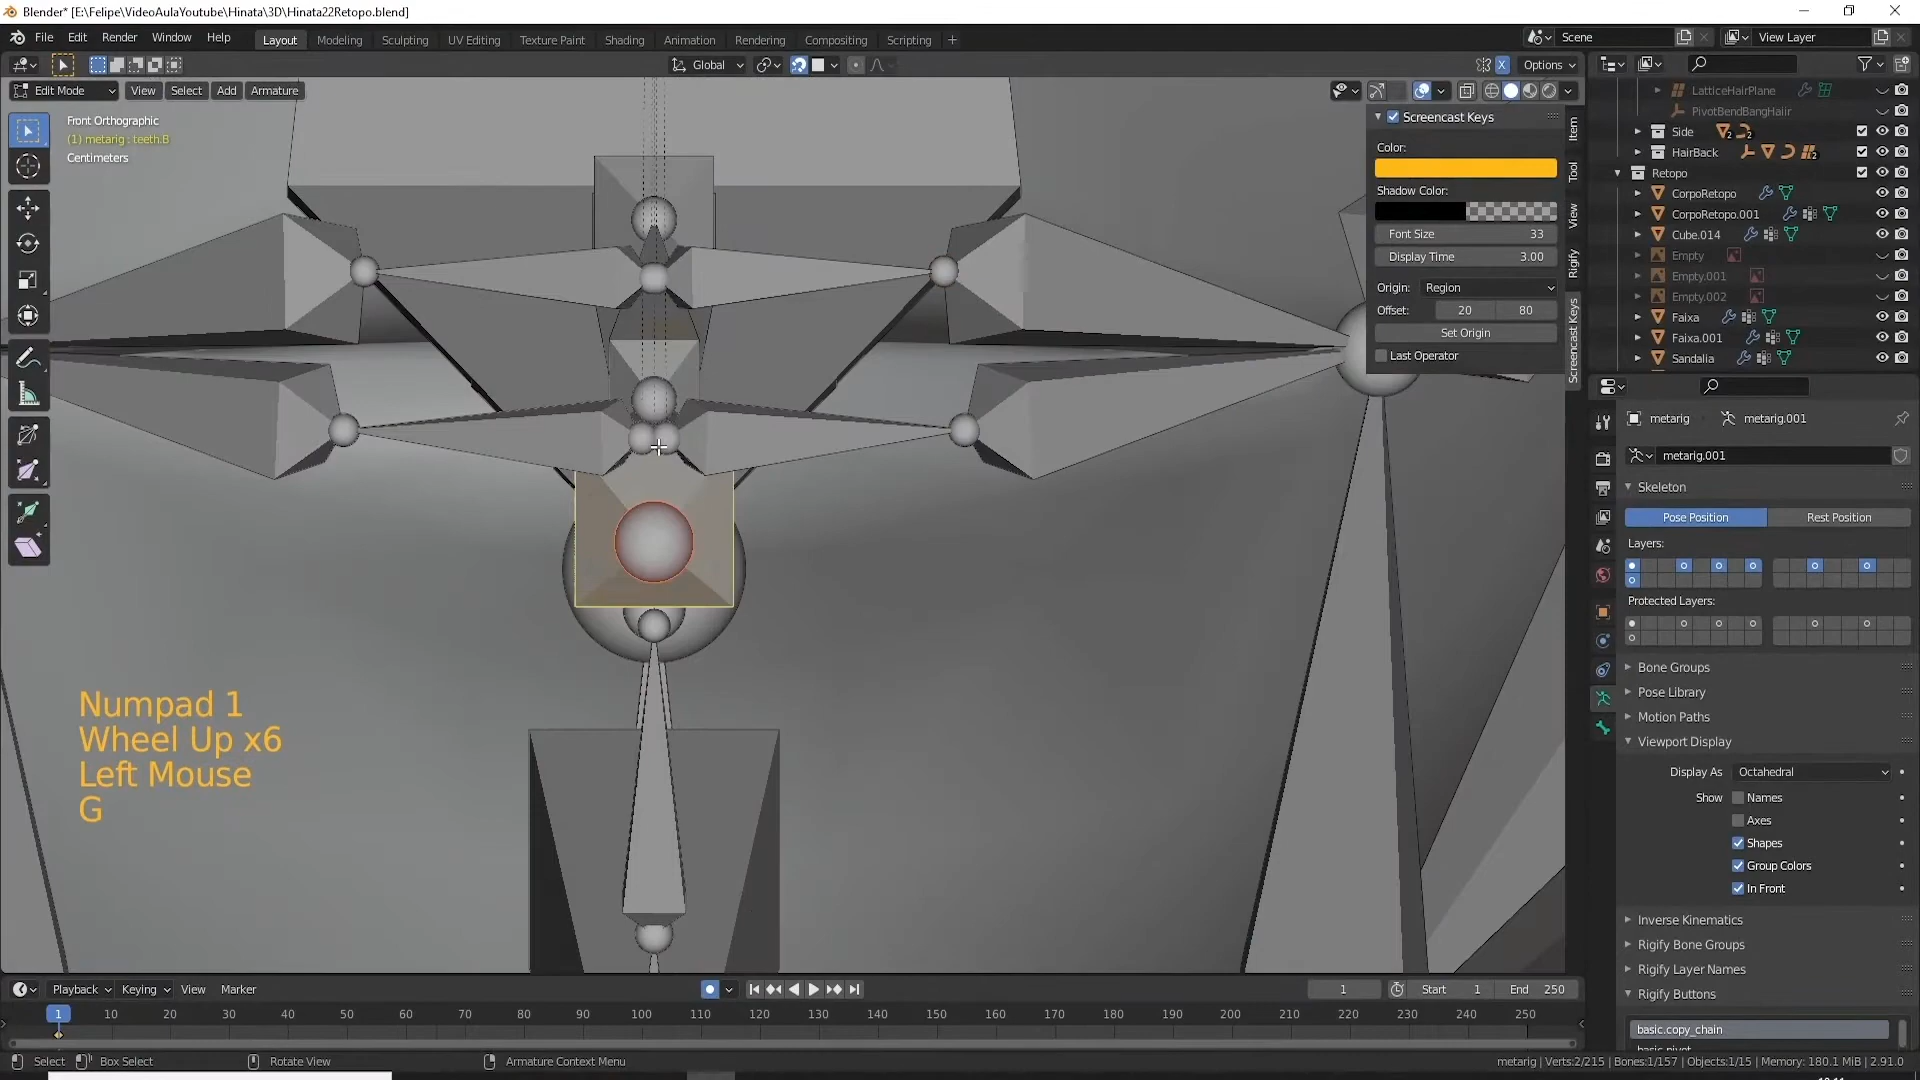 Blender* [E:\Felipe\VideoAulaYoutube\Hinata\3D\Hinata22Retopo.blend]
File Edit Render Window Help Layout Modeling Sculpting UV Editing Texture Paint Shading Animation Rendering Compositing Scripting + Scene View Layer
Global Options
Edit Mode View Select Add Armature
Front Orthographic
(1) metarig : teeth.B
Centimeters
Screencast Keys
Color:
Shadow Color:
Font Size 33
Display Time 3.00
Origin: Region
Offset: 20 80
Set Origin
Last Operator
Item
Tool
View
Rigify
Screencast Keys
LatticeHairPlane
PivotBendBangHaiir
Side 2 2
HairBack 2
Retopo
CorpoRetopo
CorpoRetopo.001
Cube.014
Empty
Empty.001
Empty.002
Faixa
Faixa.001
Sandalia
metarig metarig.001
metarig.001
Skeleton
Pose Position Rest Position
Layers:
Protected Layers:
Bone Groups
Pose Library
Motion Paths
Viewport Display
Display As Octahedral
Show Names
Axes
Shapes
Group Colors
In Front
Inverse Kinematics
Rigify Bone Groups
Rigify Layer Names
Rigify Buttons
basic.copy_chain
Numpad 1
Wheel Up x6
Left Mouse
G
Playback Keying View Marker 1 Start 1 End 250
1 10 20 30 40 50 60 70 80 90 100 110 120 130 140 150 160 170 180 190 200 210 220 230 240 250
Select Box Select Rotate View Armature Context Menu metarig | Verts:2/215 | Bones:1/157 | Objects:1/15 | Memory: 180.1 MiB | 2.91.0